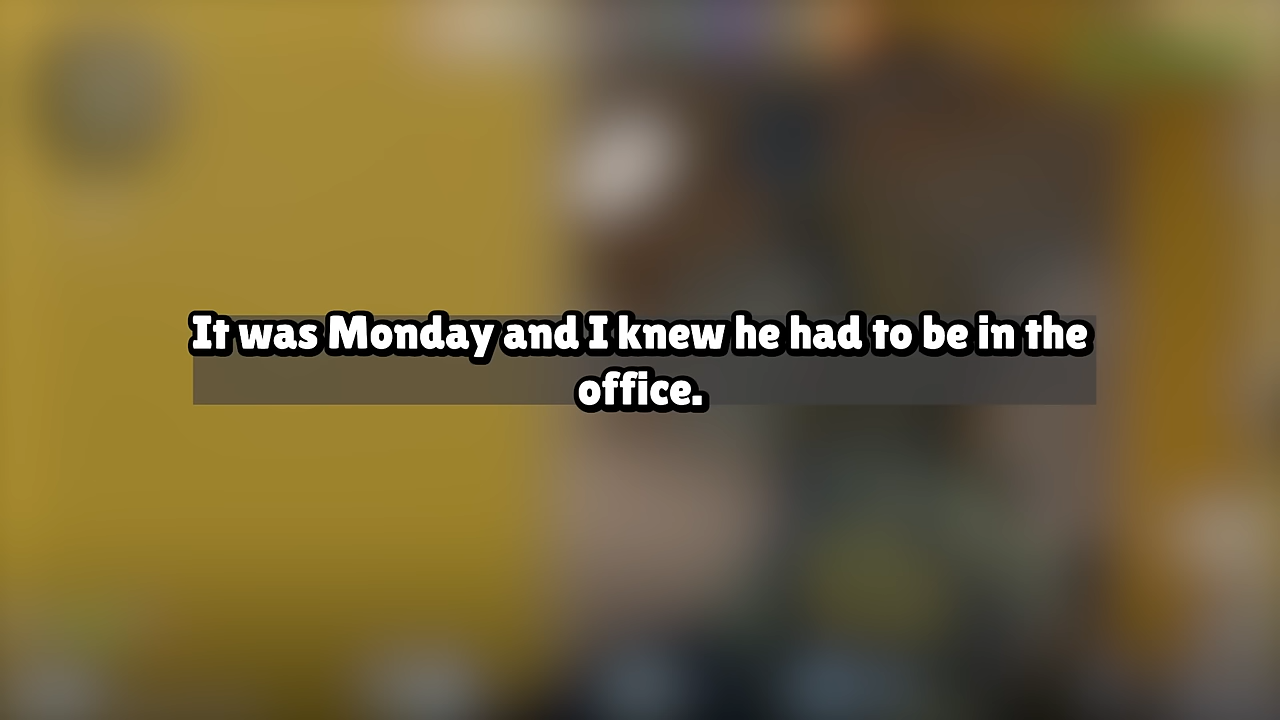 It was Monday and I knew he had to be in the
office.